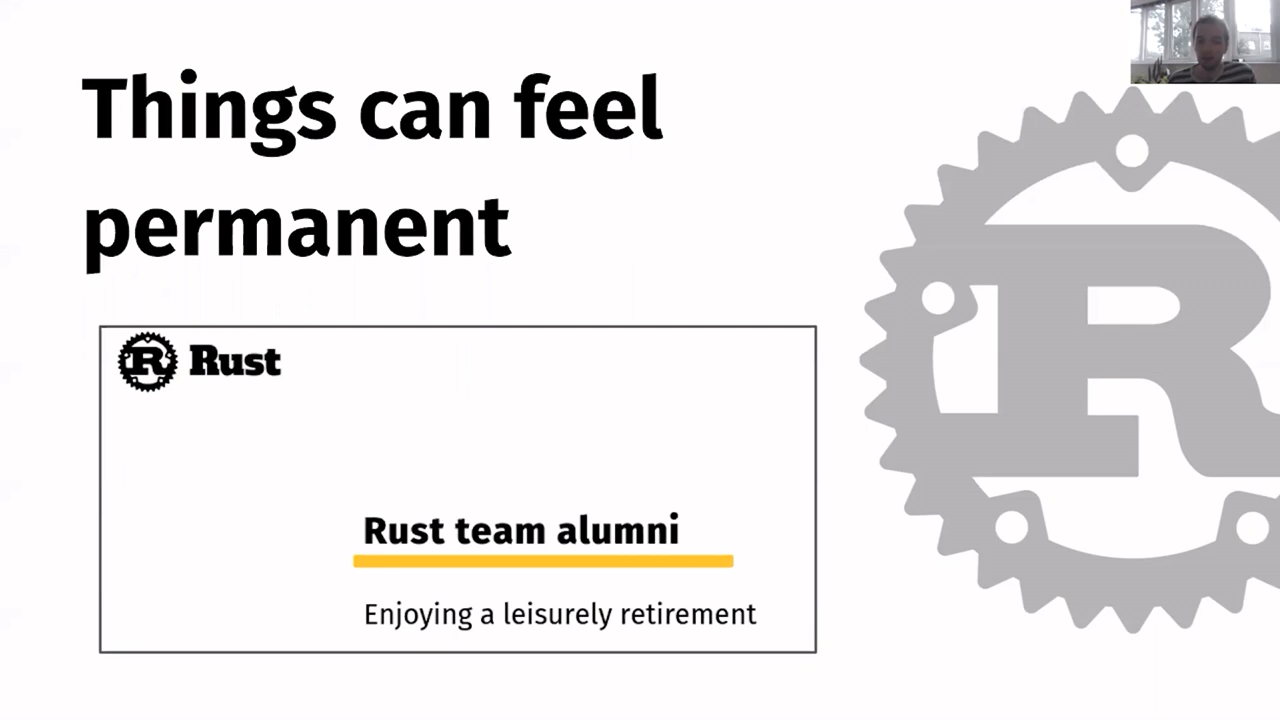 Things can feel
permanent
Rust
Rust team alumni
Enjoying a leisurely retirement